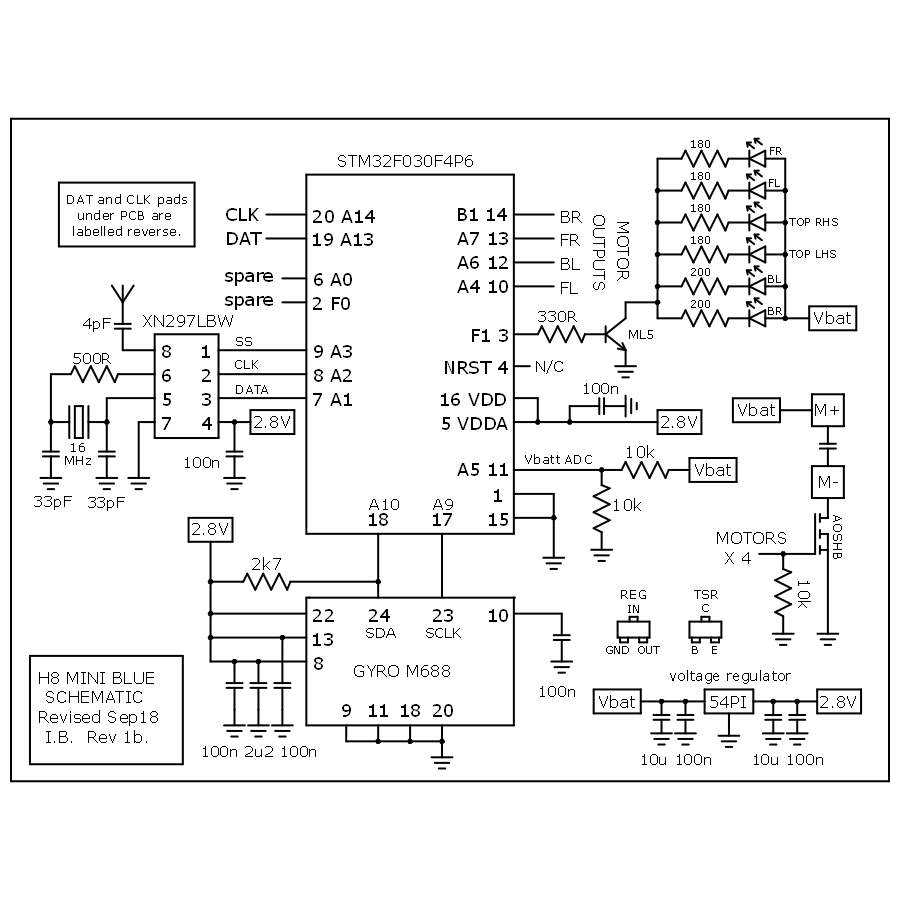 STM32F030F4P6
DAT and CLK pads
under PCB are
labelled reverse.
CLK
20 A14
DAT
19 A13
spare
6 A0
spare
2 F0
B1 14
BR
A7 13
FR
A6 12
BL
A4 10
FL
MOTOR
OUTPUTS
180
FR
180
FL
180
TOP RHS
180
TOP LHS
200
BL
200
BR
Vbat
F1 3
330R
ML5
NRST 4
N/C
100n
16 VDD
5 VDDA
2.8V
A5 11
Vbatt ADC
10k
Vbat
10k
1
15
4pF
XN297LBW
8
1
SS
9 A3
500R
6
2
CLK
8 A2
5
3
DATA
7 A1
7
4
2.8V
16
MHz
100n
33pF
33pF
Vbat
M+
M-
AOSHB
MOTORS
X 4
10k
A10
A9
18
17
2.8V
2k7
22
24
23
10
SDA
SCLK
13
8
GYRO M688
100n
9
11
18
20
100n
2u2
100n
REG
IN
GND
OUT
TSR
C
B
E
voltage regulator
Vbat
54PI
2.8V
10u
100n
10u
100n
H8 MINI BLUE
SCHEMATIC
Revised Sep18
I.B. Rev 1b.